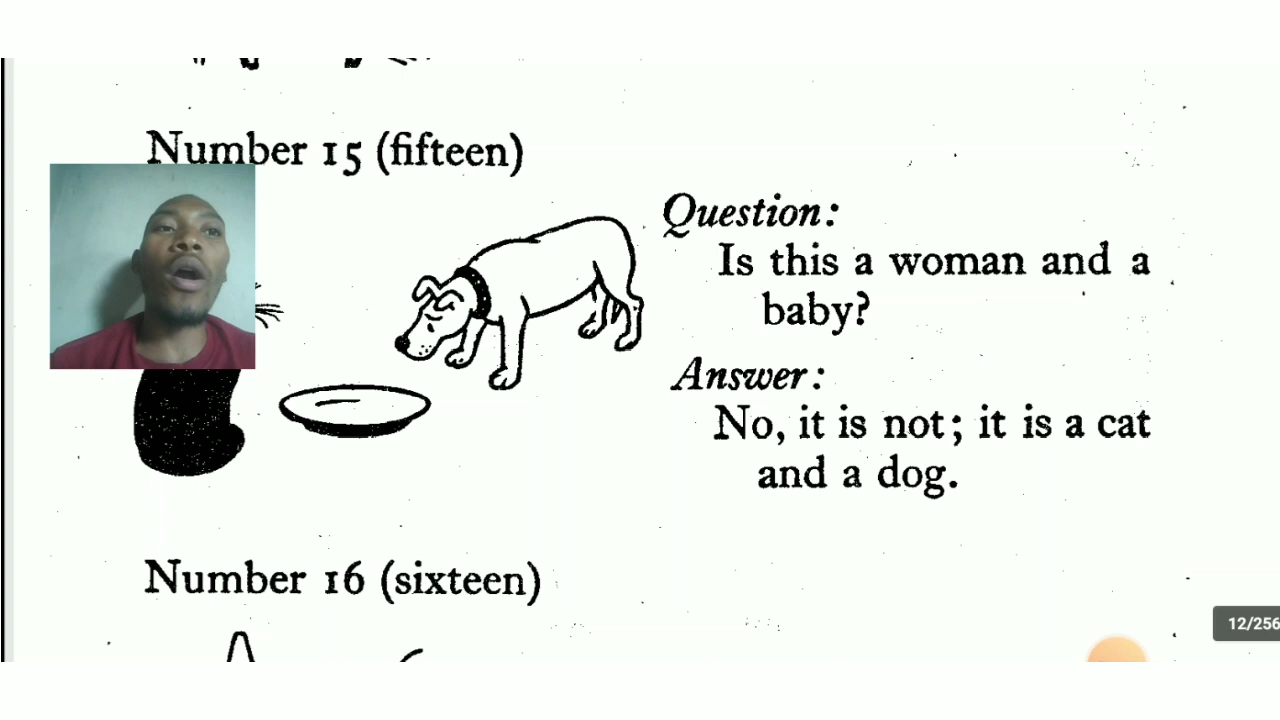 Number 15 (fifteen)
Question:
Is this a woman and a
baby?
Answer:
No, it is not; it is a cat
and a dog.
Number 16 (sixteen)
12/256